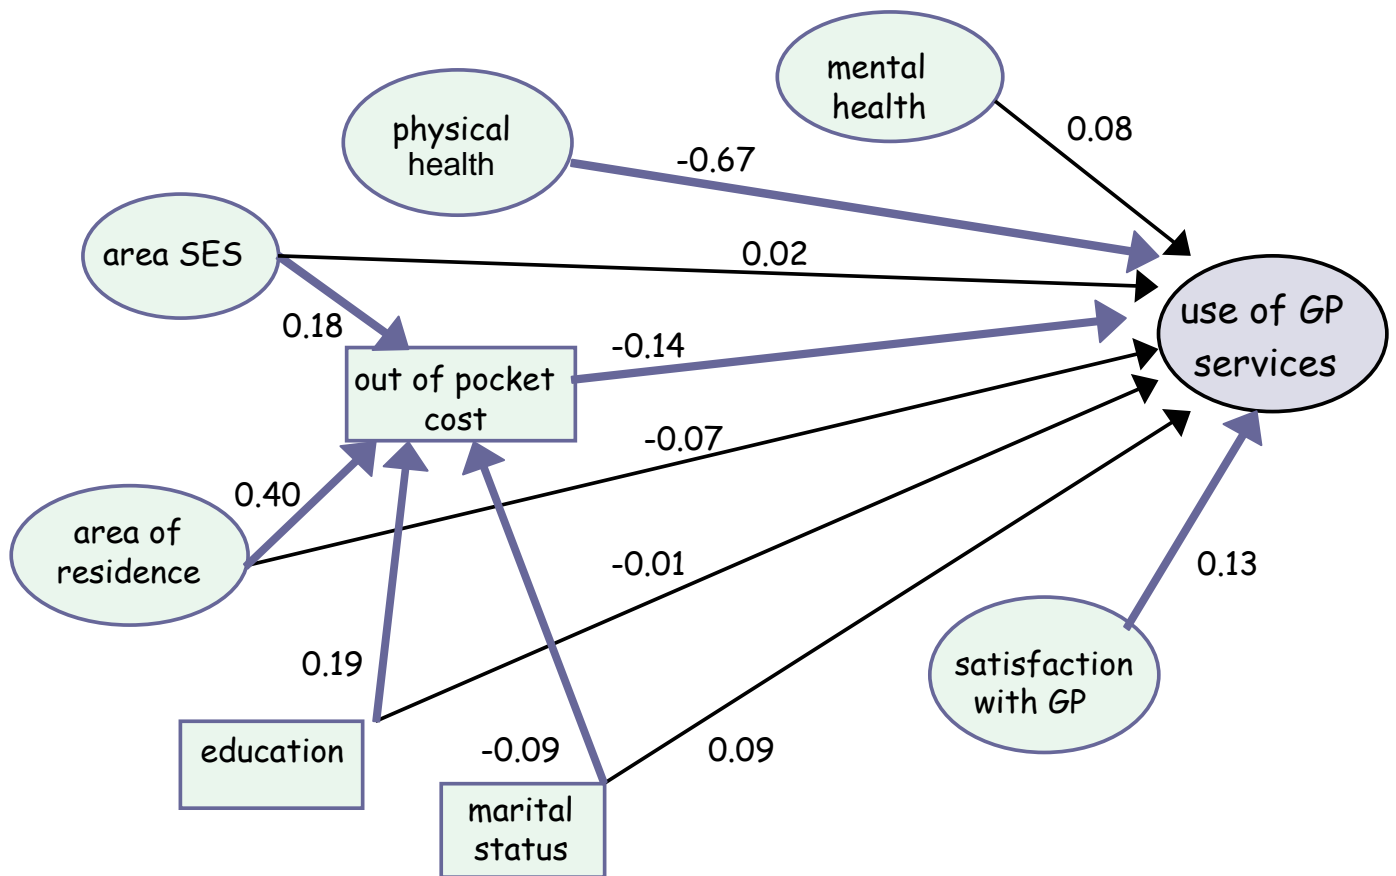 mental
health
0.08
physical
health
-0.67
area SES
0.02
0.18
use of GP
services
-0.14
out of pocket
cost
-0.07
0.40
area of
residence
-0.01
0.13
0.19
satisfaction
with GP
education
-0.09
0.09
marital
status